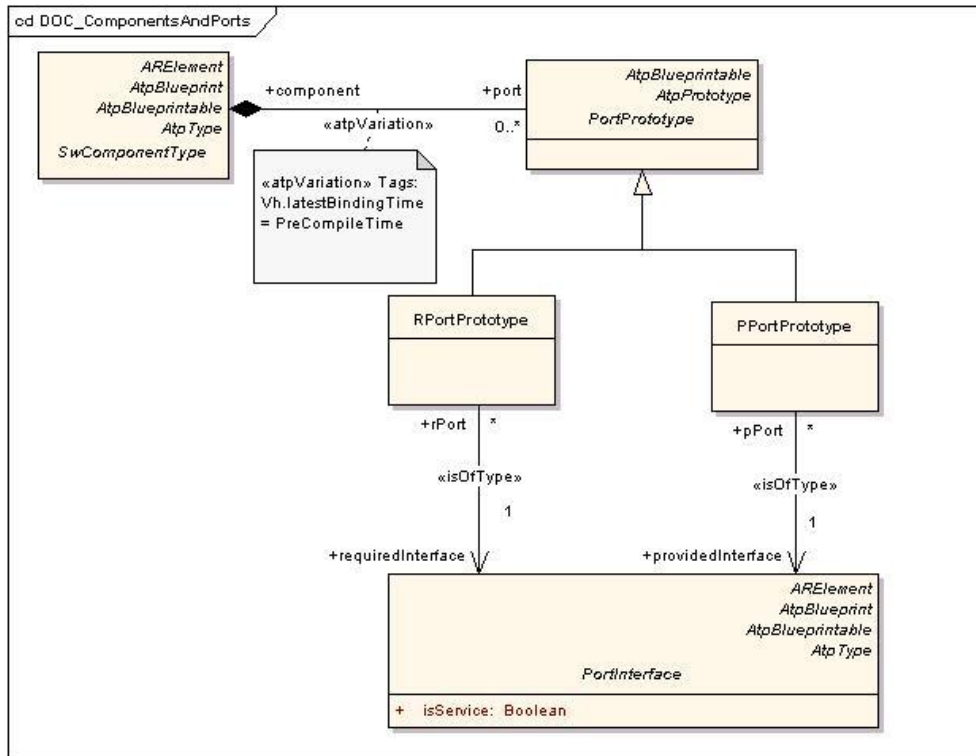 cd DOC_ComponentsAndPorts
ARElement
AtpBlueprint
AtpBlueprintable
AtpType
SwComponentType
+component
+port
«atpVariation»
0..*
AtpBlueprintable
AtpPrototype
PortPrototype
«atpVariation» Tags:
Vh.latestBindingTime
= PreCompileTime
RPortPrototype
PPortPrototype
+rPort
*
+pPort
*
«isOfType»
«isOfType»
1
1
+requiredInterface
+providedInterface
ARElement
AtpBlueprint
AtpBlueprintable
AtpType
PortInterface
+ isService: Boolean